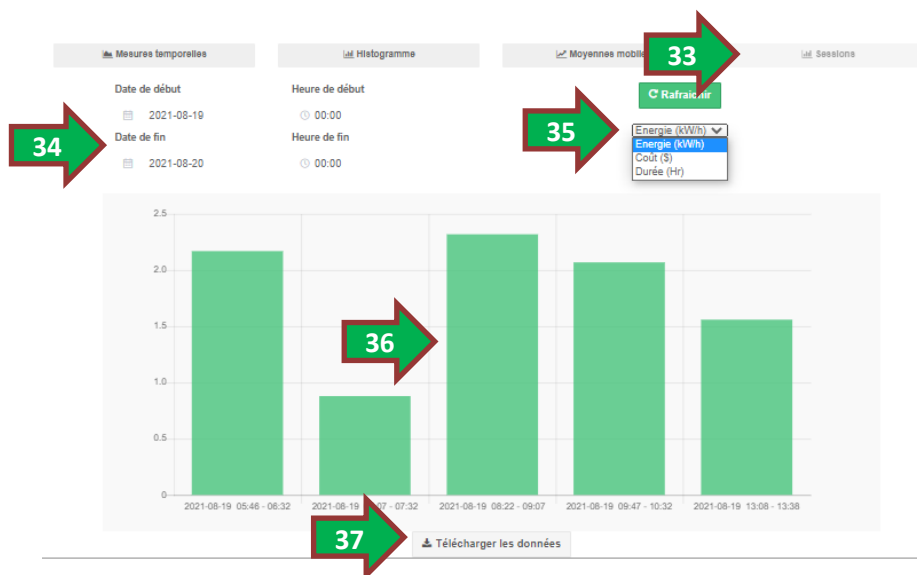 Mesures temporelles
Histogramme
Moyennes
33
Sessions
Date de début
Heure de début
Rafraichir
2021-08-19
00:00
34
Date de fin
Heure de fin
35
Energie (kW/h)
Energie (kW/h)
Coût ($)
Durée (Hr)
2021-08-20
00:00
2.5
2.0
1.5
1.0
0.5
0
36
2021-08-19 05:46 - 06:32
2021-08-19 - 07:32
2021-08-19 08:22 - 09:07
2021-08-19 09:47 - 10:32
2021-08-19 13:08 - 13:38
37
Télécharger les données